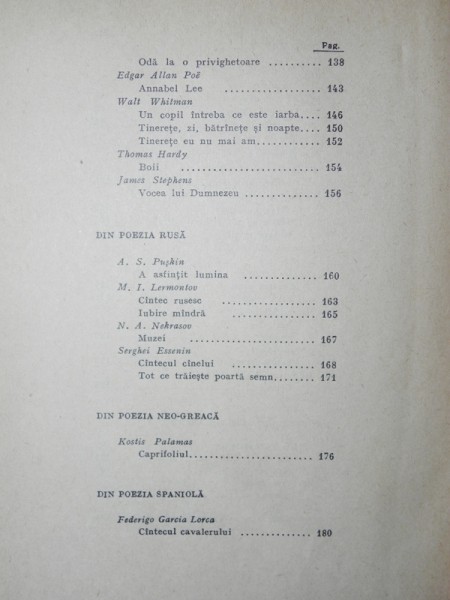 Pag.
Odă la o privighetoare .......... 138
Edgar Allan Poë
Annabel Lee ................ 143
Walt Whitman
Un copil întreba ce este iarba.... 146
Tinerețe, zi, bătrînețe și noapte.... 150
Tinerețe eu nu mai am............. 152
Thomas Hardy
Boii ........................ 154
James Stephens
Vocea lui Dumnezeu .............. 156
DIN POEZIA RUSĂ
A. S. Pușkin
A asfințit lumina .............. 160
M. I. Lermontov
Cîntec rusesc ................. 163
Iubire mîndră ................ 165
N. A. Nekrasov
Muzei .................... 167
Serghei Essenin
Cîntecul cînelui ................ 168
Tot ce trăiește poartă semn........ 171
DIN POEZIA NEO-GREACĂ
Kostis Palamas
Caprifoliul....................... 176
DIN POEZIA SPANIOLĂ
Federigo Garcia Lorca
Cîntecul cavalerului .............. 180